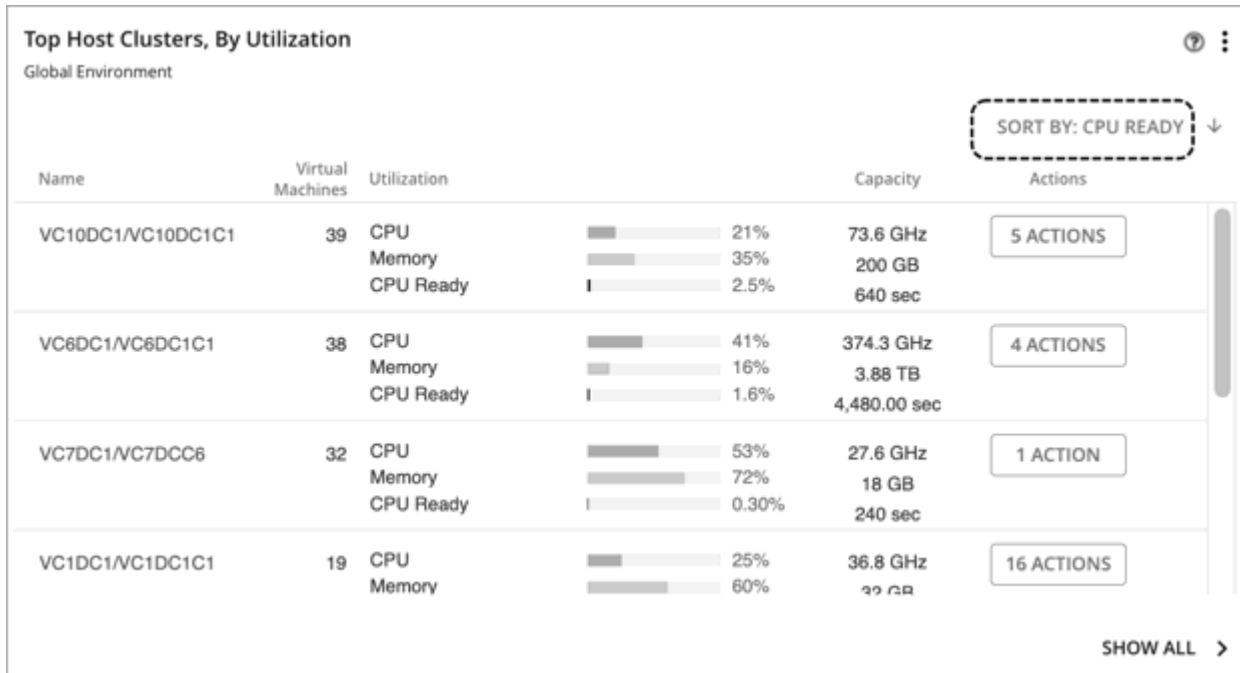 Top Host Clusters, By Utilization
Global Environment
SORT BY: CPU READY
Name Virtual Machines Utilization Capacity Actions
VC10DC1/VC10DC1C1 39 CPU 21% 73.6 GHz 5 ACTIONS
Memory 35% 200 GB
CPU Ready 2.5% 640 sec
VC6DC1/VC6DC1C1 38 CPU 41% 374.3 GHz 4 ACTIONS
Memory 16% 3.88 TB
CPU Ready 1.6% 4,480.00 sec
VC7DC1/VC7DCC6 32 CPU 53% 27.6 GHz 1 ACTION
Memory 72% 18 GB
CPU Ready 0.30% 240 sec
VC1DC1/VC1DC1C1 19 CPU 25% 36.8 GHz 16 ACTIONS
Memory 60% 32 GB
SHOW ALL